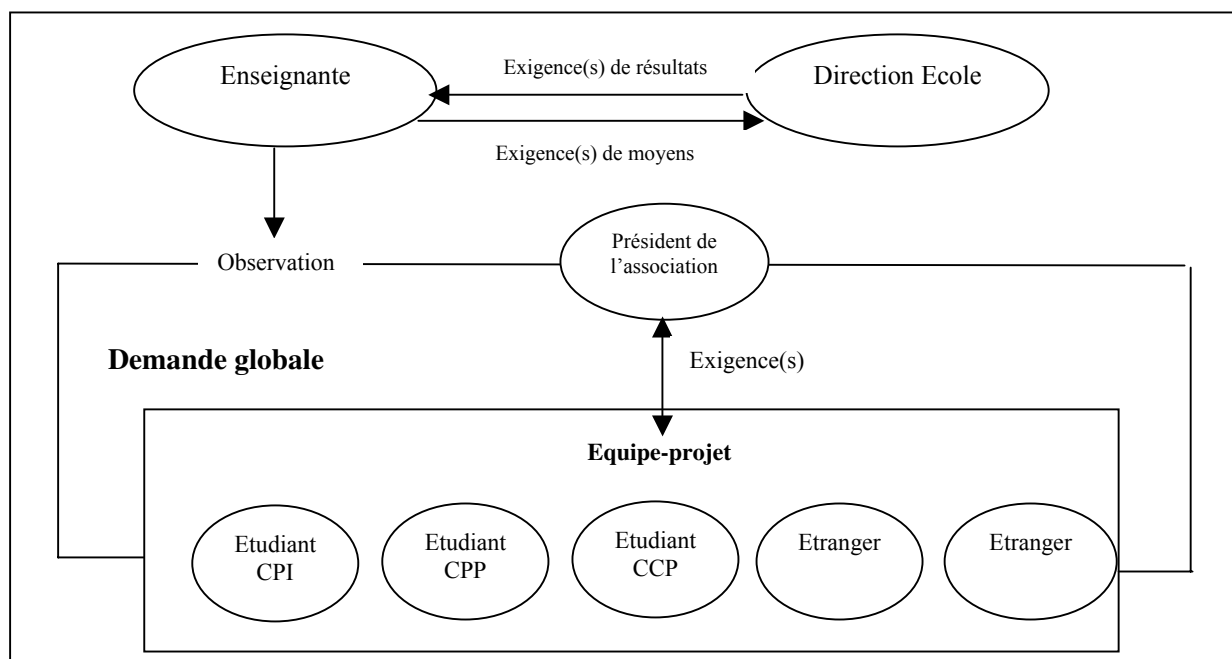 Enseignante
Exigence(s) de résultats
Direction Ecole
Exigence(s) de moyens
Observation
Président de
l'association
Demande globale
Exigence(s)
Equipe-projet
Etudiant
CPI
Etudiant
CPP
Etudiant
CCP
Etranger
Etranger